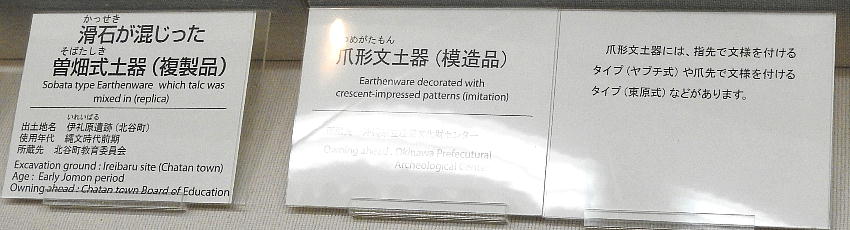 かっせき
滑石が混じった
そばたしき
曽畑式土器（複製品）
Sobata type Earthenware which talc was
mixed in (replica)
いれいばる
出土地名 伊礼原遺跡（北谷町）
使用年代 縄文時代前期
所蔵先 北谷町教育委員会
Excavation ground : Ireibaru site (Chatan town)
Age : Early Jomon period
Owning ahead : Chatan town Board of Education
つめがたもん
爪形文土器（模造品）
Earthenware decorated with
crescent-impressed patterns (imitation)
センター
Owning ahead : Okinawa Prefecutural
Archeological Center
爪形文土器には、指先で文様を付ける
タイプ（ヤブチ式）や爪先で文様を付ける
タイプ（東原式）などがあります。